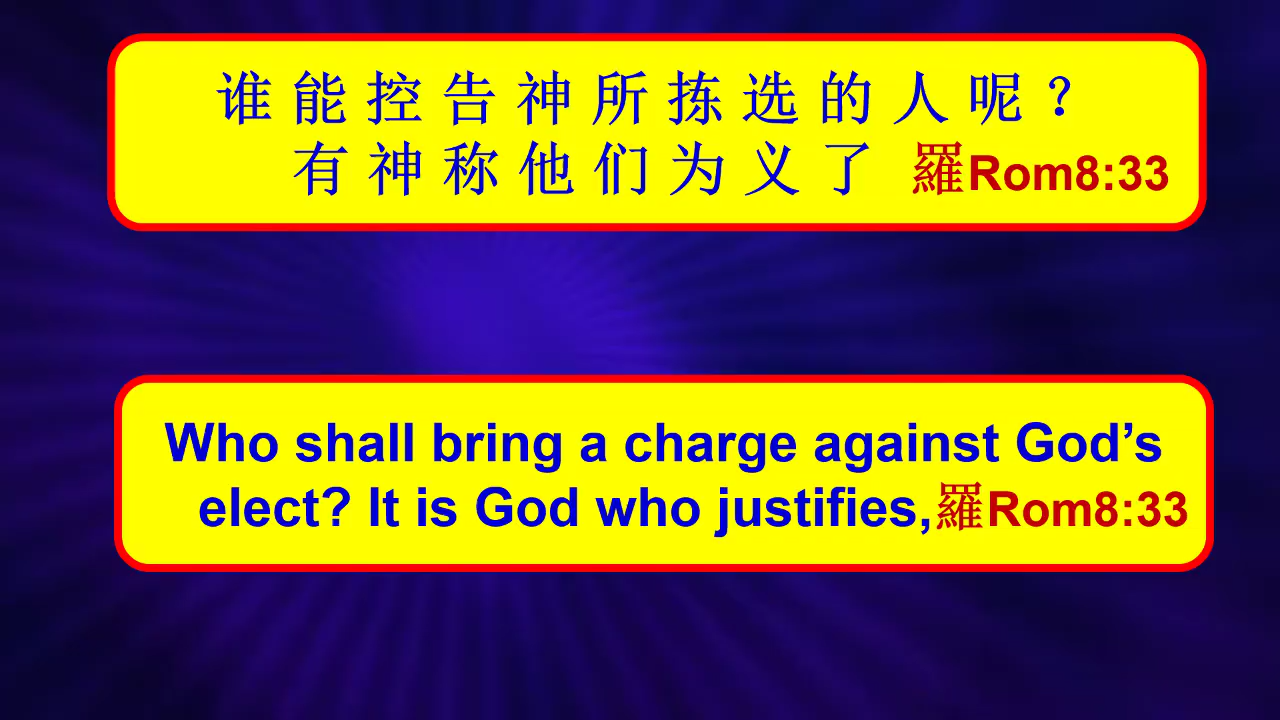 谁 能 控 告 神 所 拣 选 的 人 呢 ？
有 神 称 他 们 为 义 了 羅Rom8:33
Who shall bring a charge against God’s
elect? It is God who justifies,羅Rom8:33